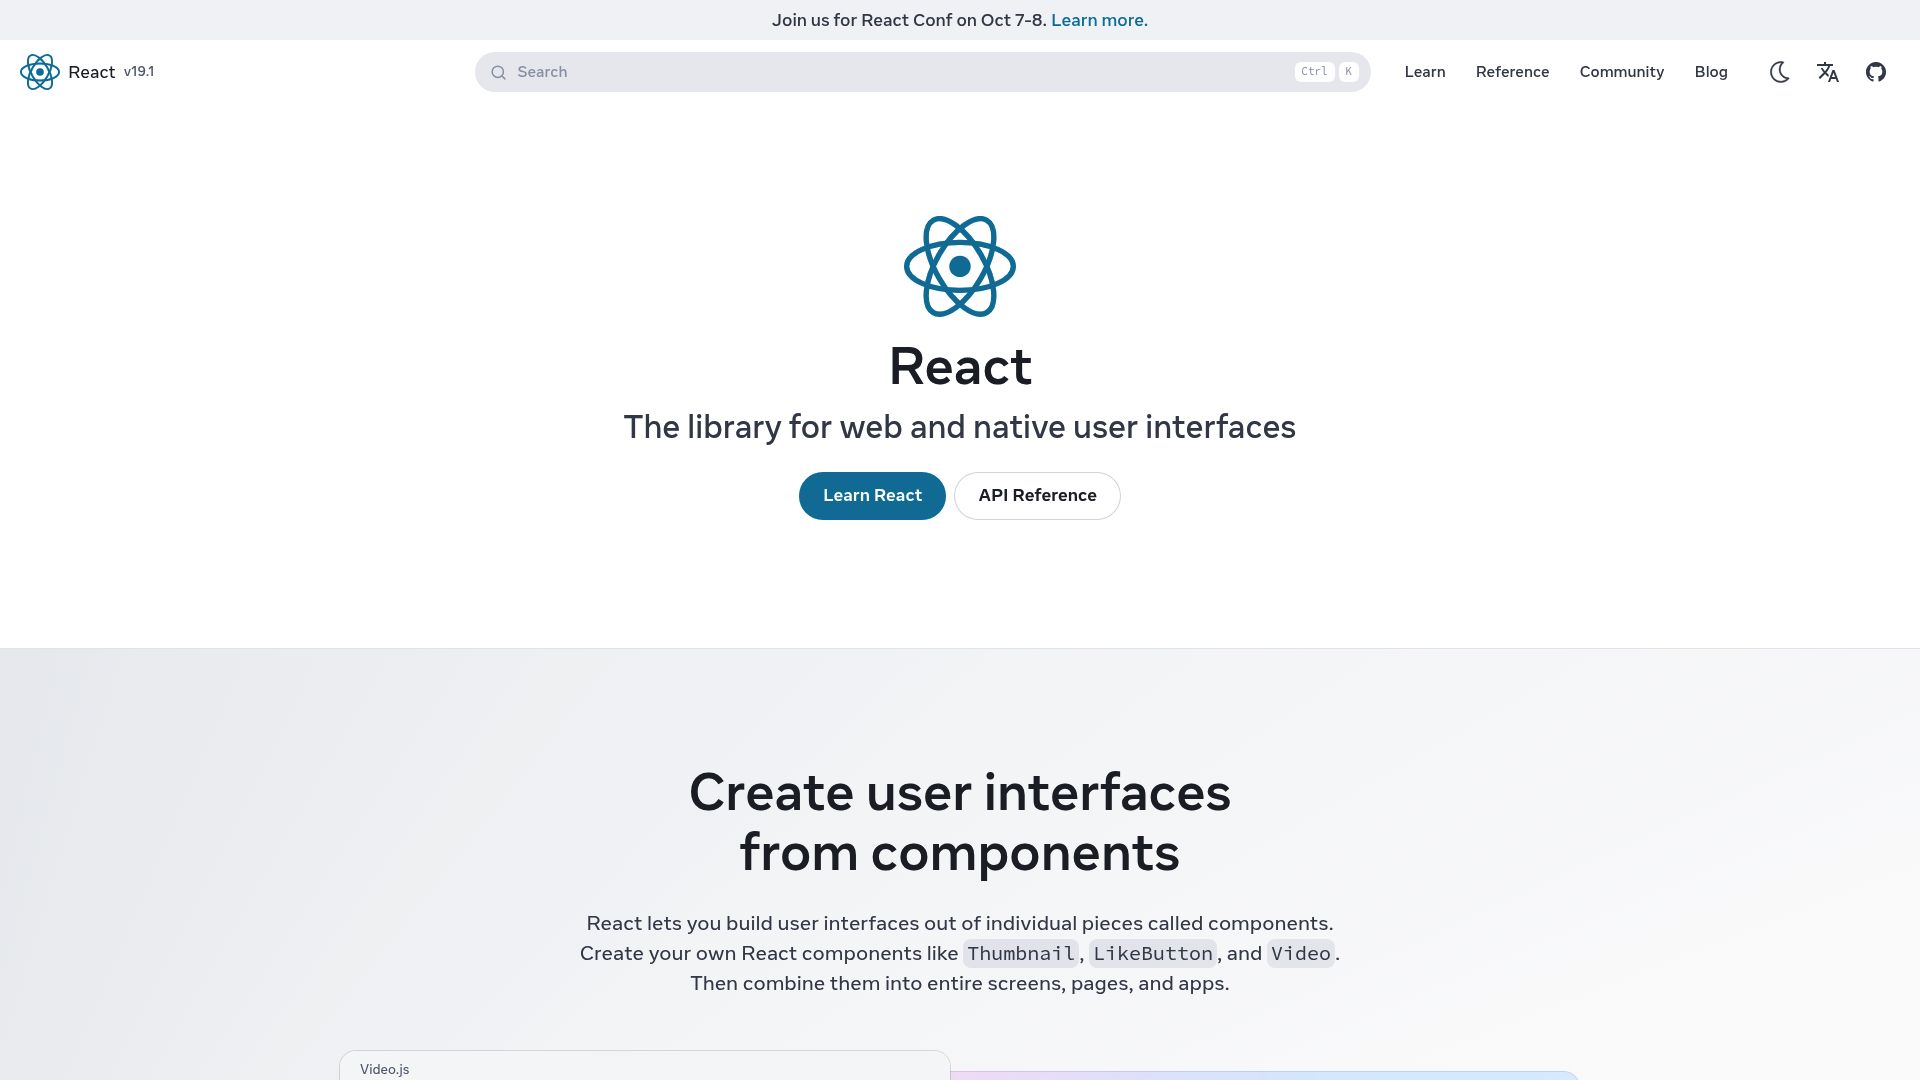 Join us for React Conf on Oct 7-8. Learn more.
React v19.1
Search
Ctrl K
Learn
Reference
Community
Blog
React
The library for web and native user interfaces
Learn React
API Reference
Create user interfaces
from components
React lets you build user interfaces out of individual pieces called components.
Create your own React components like Thumbnail, LikeButton, and Video.
Then combine them into entire screens, pages, and apps.
Video.js